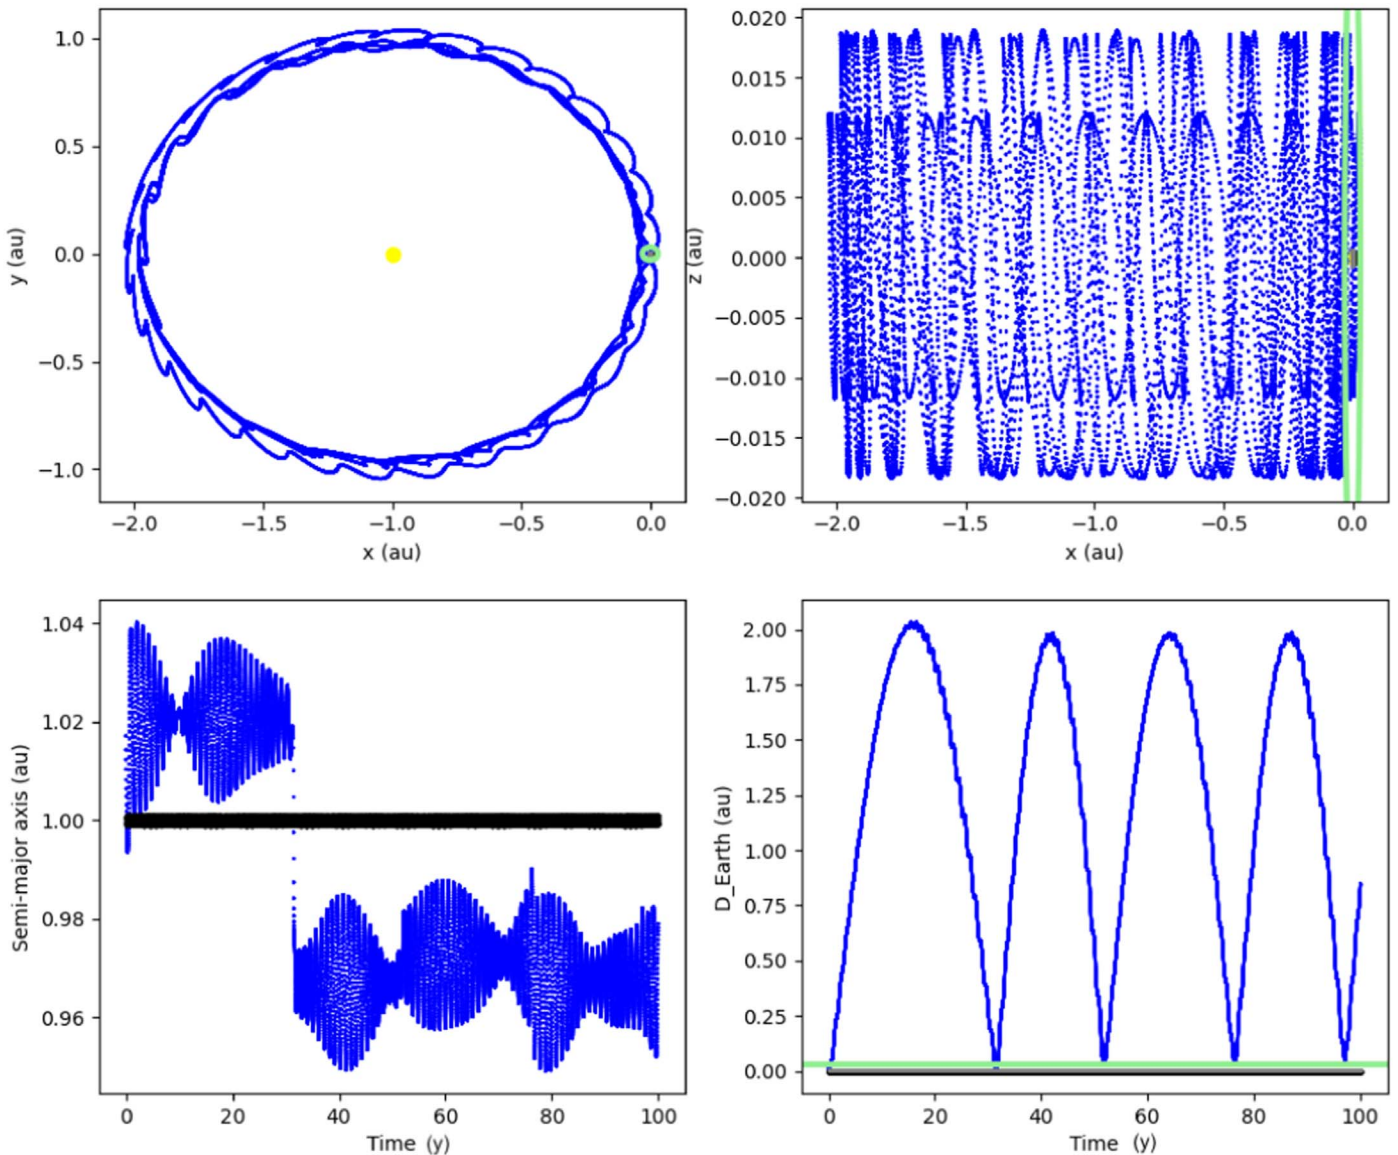 1.0
0.5
0.0
−0.5
−1.0
y (au)
−2.0 −1.5 −1.0 −0.5 0.0
x (au)
0.020
0.015
0.010
0.005
0.000
−0.005
−0.010
−0.015
−0.020
z (au)
−2.0 −1.5 −1.0 −0.5 0.0
x (au)
1.04
1.02
1.00
0.98
0.96
Semi-major axis (au)
0 20 40 60 80 100
Time (y)
2.00
1.75
1.50
1.25
1.00
0.75
0.50
0.25
0.00
D_Earth (au)
0 20 40 60 80 100
Time (y)